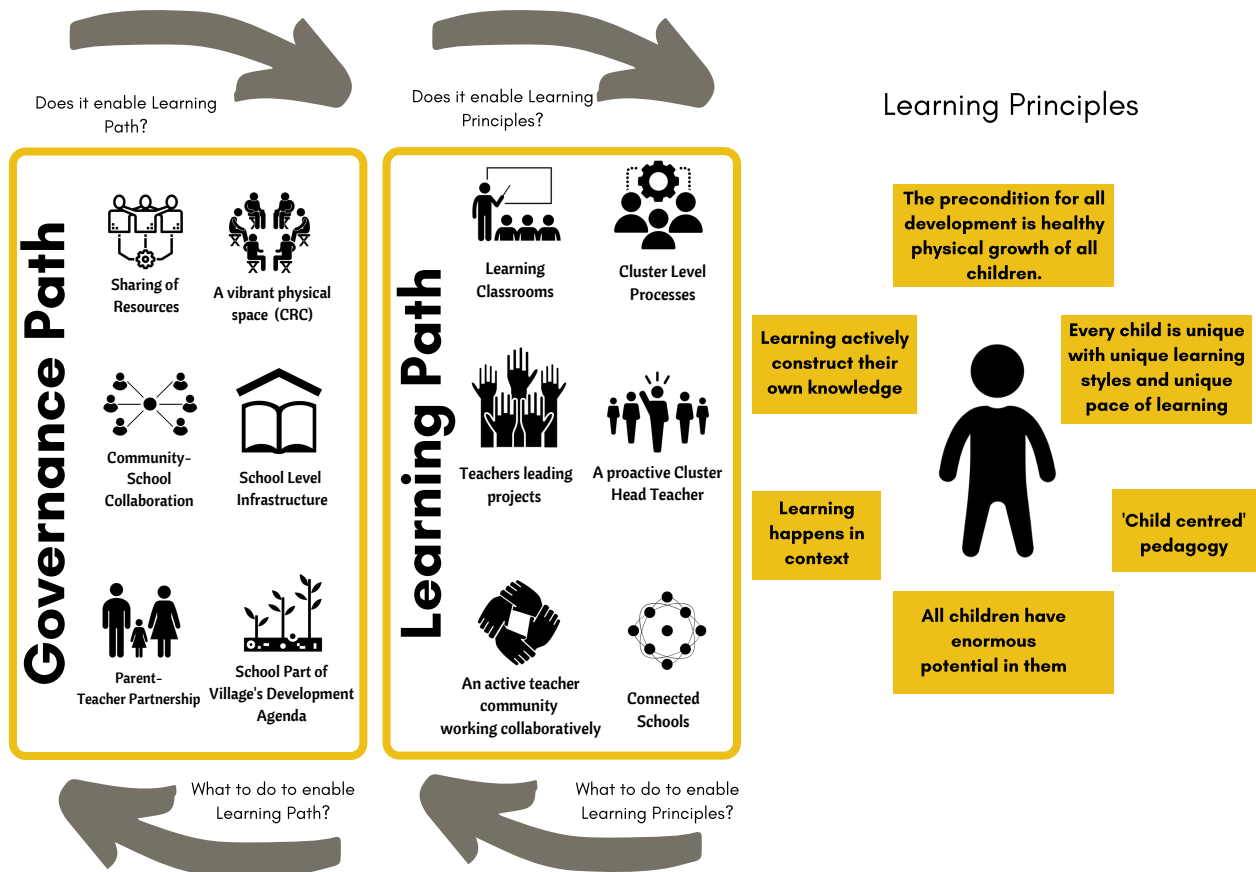 Does it enable Learning
Path?
Governance Path
Sharing of
Resources
A vibrant physical
space (CRC)
Community-
School
Collaboration
School Level
Infrastructure
Parent-
Teacher Partnership
School Part of
Village's Development
Agenda
What to do to enable
Learning Path?
Does it enable Learning
Principles?
Learning Path
Learning
Classrooms
Cluster Level
Processes
Teachers leading
projects
A proactive Cluster
Head Teacher
An active teacher
community
working collaboratively
Connected
Schools
What to do to enable
Learning Principles?
Learning Principles
The precondition for all
development is healthy
physical growth of all
children.
Learning actively
construct their
own knowledge
Every child is unique
with unique learning
styles and unique
pace of learning
Learning
happens in
context
'Child centred'
pedagogy
All children have
enormous
potential in them